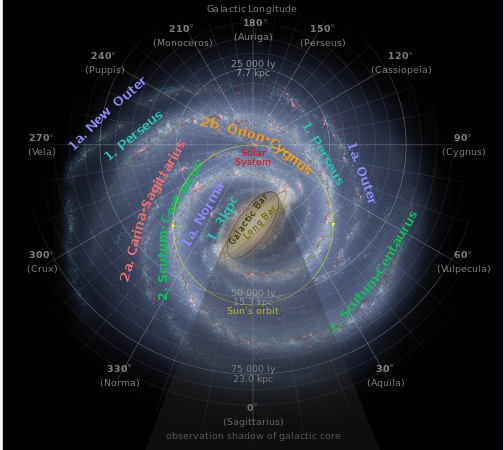 Galactic Longitude
180°
(Auriga)
210°
(Monoceros)
150°
(Perseus)
240°
(Puppis)
120°
(Cassiopeia)
25 000 ly
7.7 kpc
1a. New Outer
1. Perseus
2b. Orion-Cygnus
1. Perseus
1a. Outer
270°
(Vela)
90°
(Cygnus)
Solar
System
2a. Carina-Sagittarius
2. Scutum-Centaurus
1a. Norma
1. 3kpc
Galactic Bar
Long Bar
2. Scutum-Centaurus
300°
(Crux)
60°
(Vulpecula)
50 000 ly
15.3 kpc
Sun's orbit
75 000 ly
23.0 kpc
330°
(Norma)
30°
(Aquila)
0°
(Sagittarius)
observation shadow of galactic core